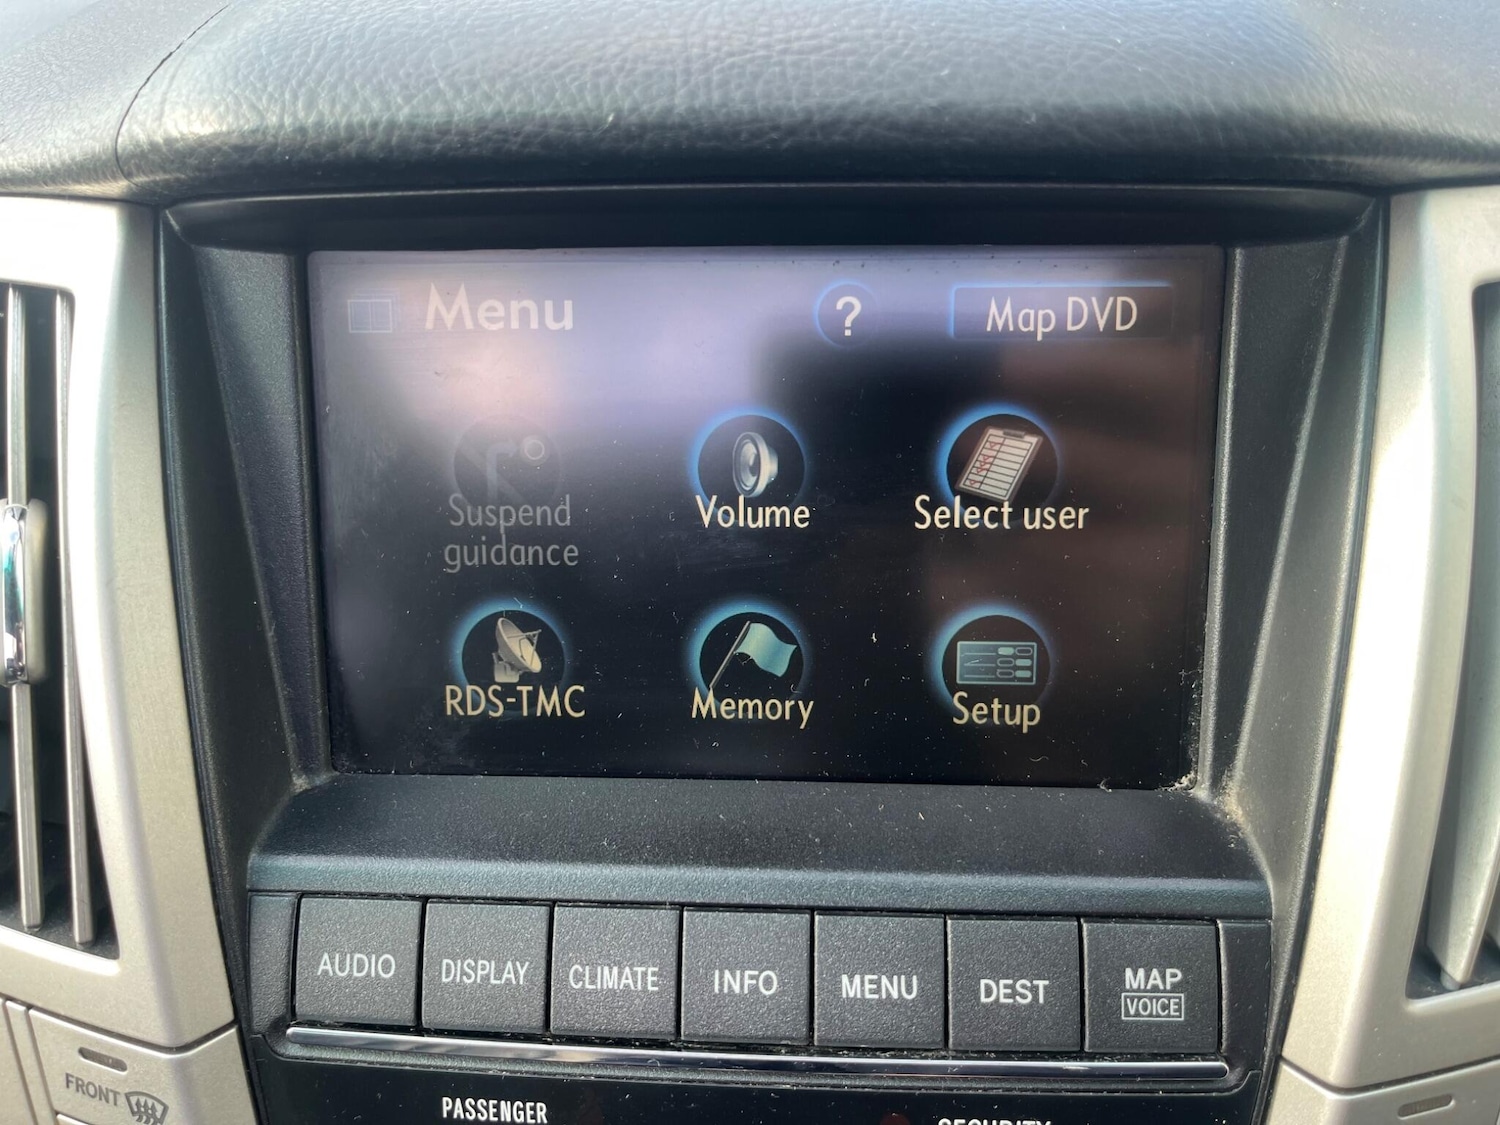 Menu
?
Map DVD
Suspend
guidance
Volume
Select user
RDS-TMC
Memory
Setup
AUDIO
DISPLAY
CLIMATE
INFO
MENU
DEST
MAP
VOICE
FRONT
PASSENGER
SECURITY